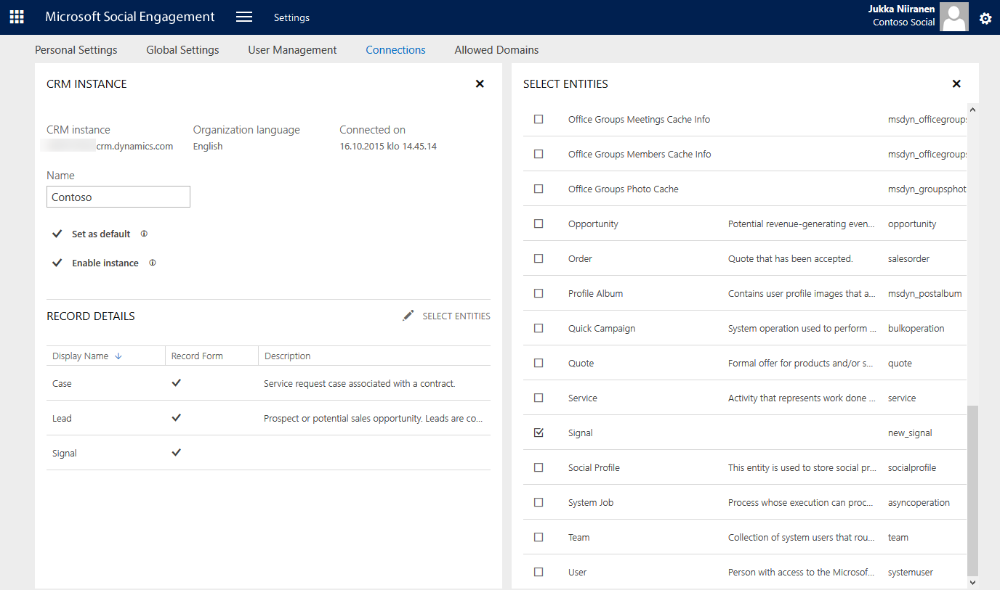 Microsoft Social Engagement
Settings
Jukka Niiranen
Contoso Social
Personal Settings
Global Settings
User Management
Connections
Allowed Domains
CRM INSTANCE
CRM instance
Organization language
Connected on
crm.dynamics.com
English
16.10.2015 klo 14.45.14
Name
Contoso
Set as default
Enable instance
RECORD DETAILS
SELECT ENTITIES
Display Name Record Form Description
Case Service request case associated with a contract.
Lead Prospect or potential sales opportunity. Leads are co...
Signal
SELECT ENTITIES
Office Groups Meetings Cache Info msdyn_officegroups
Office Groups Members Cache Info msdyn_officegroups
Office Groups Photo Cache msdyn_groupsphot
Opportunity Potential revenue-generating even... opportunity
Order Quote that has been accepted. salesorder
Profile Album Contains user profile images that a... msdyn_postalbum
Quick Campaign System operation used to perform ... bulkoperation
Quote Formal offer for products and/or s... quote
Service Activity that represents work done ... service
Signal new_signal
Social Profile This entity is used to store social pr... socialprofile
System Job Process whose execution can proc... asyncoperation
Team Collection of system users that rou... team
User Person with access to the Microsof... systemuser